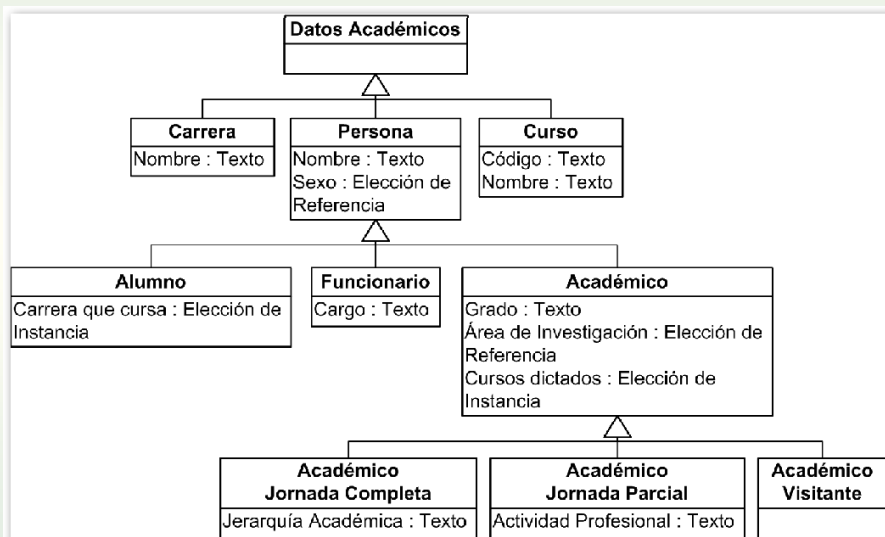 Datos Académicos
Carrera
Nombre : Texto
Persona
Nombre : Texto
Sexo : Elección de
Referencia
Curso
Código : Texto
Nombre : Texto
Alumno
Carrera que cursa : Elección de
Instancia
Funcionario
Cargo : Texto
Académico
Grado : Texto
Área de Investigación : Elección de
Referencia
Cursos dictados : Elección de
Instancia
Académico
Jornada Completa
Jerarquía Académica : Texto
Académico
Jornada Parcial
Actividad Profesional : Texto
Académico
Visitante